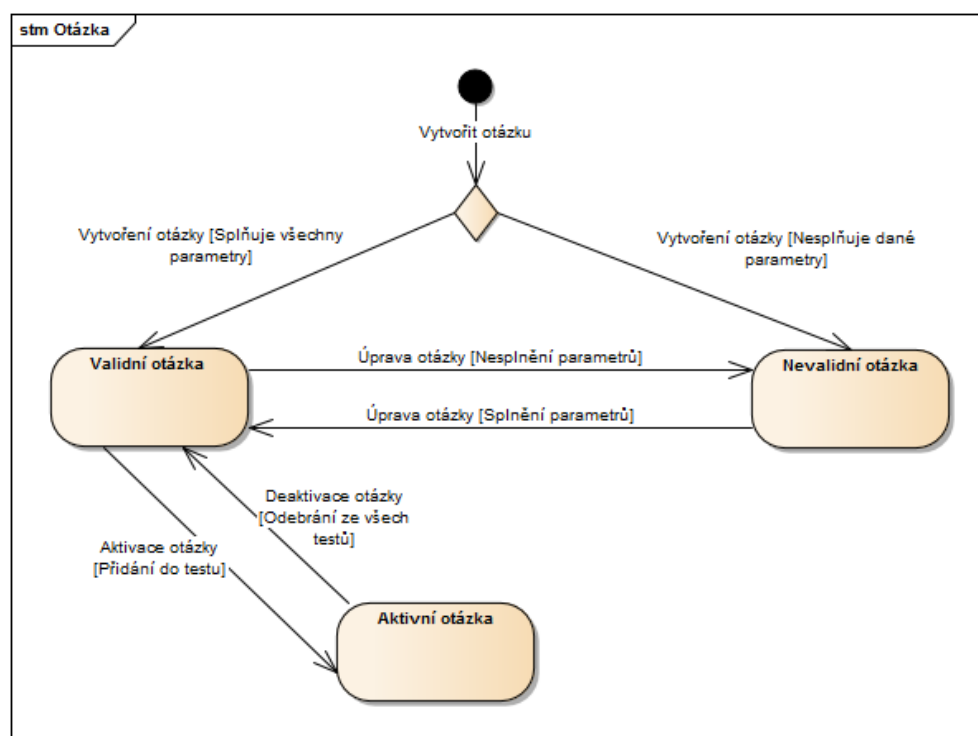 stm Otázka
Vytvořit otázku
Vytvoření otázky [Splňuje všechny
parametry]
Vytvoření otázky [Nesplňuje dané
parametry]
Validní otázka
Úprava otázky [Nesplnění parametrů]
Nevalidní otázka
Úprava otázky [Splnění parametrů]
Deaktivace otázky
[Odebrání ze všech
testů]
Aktivace otázky
[Přidání do testu]
Aktivní otázka